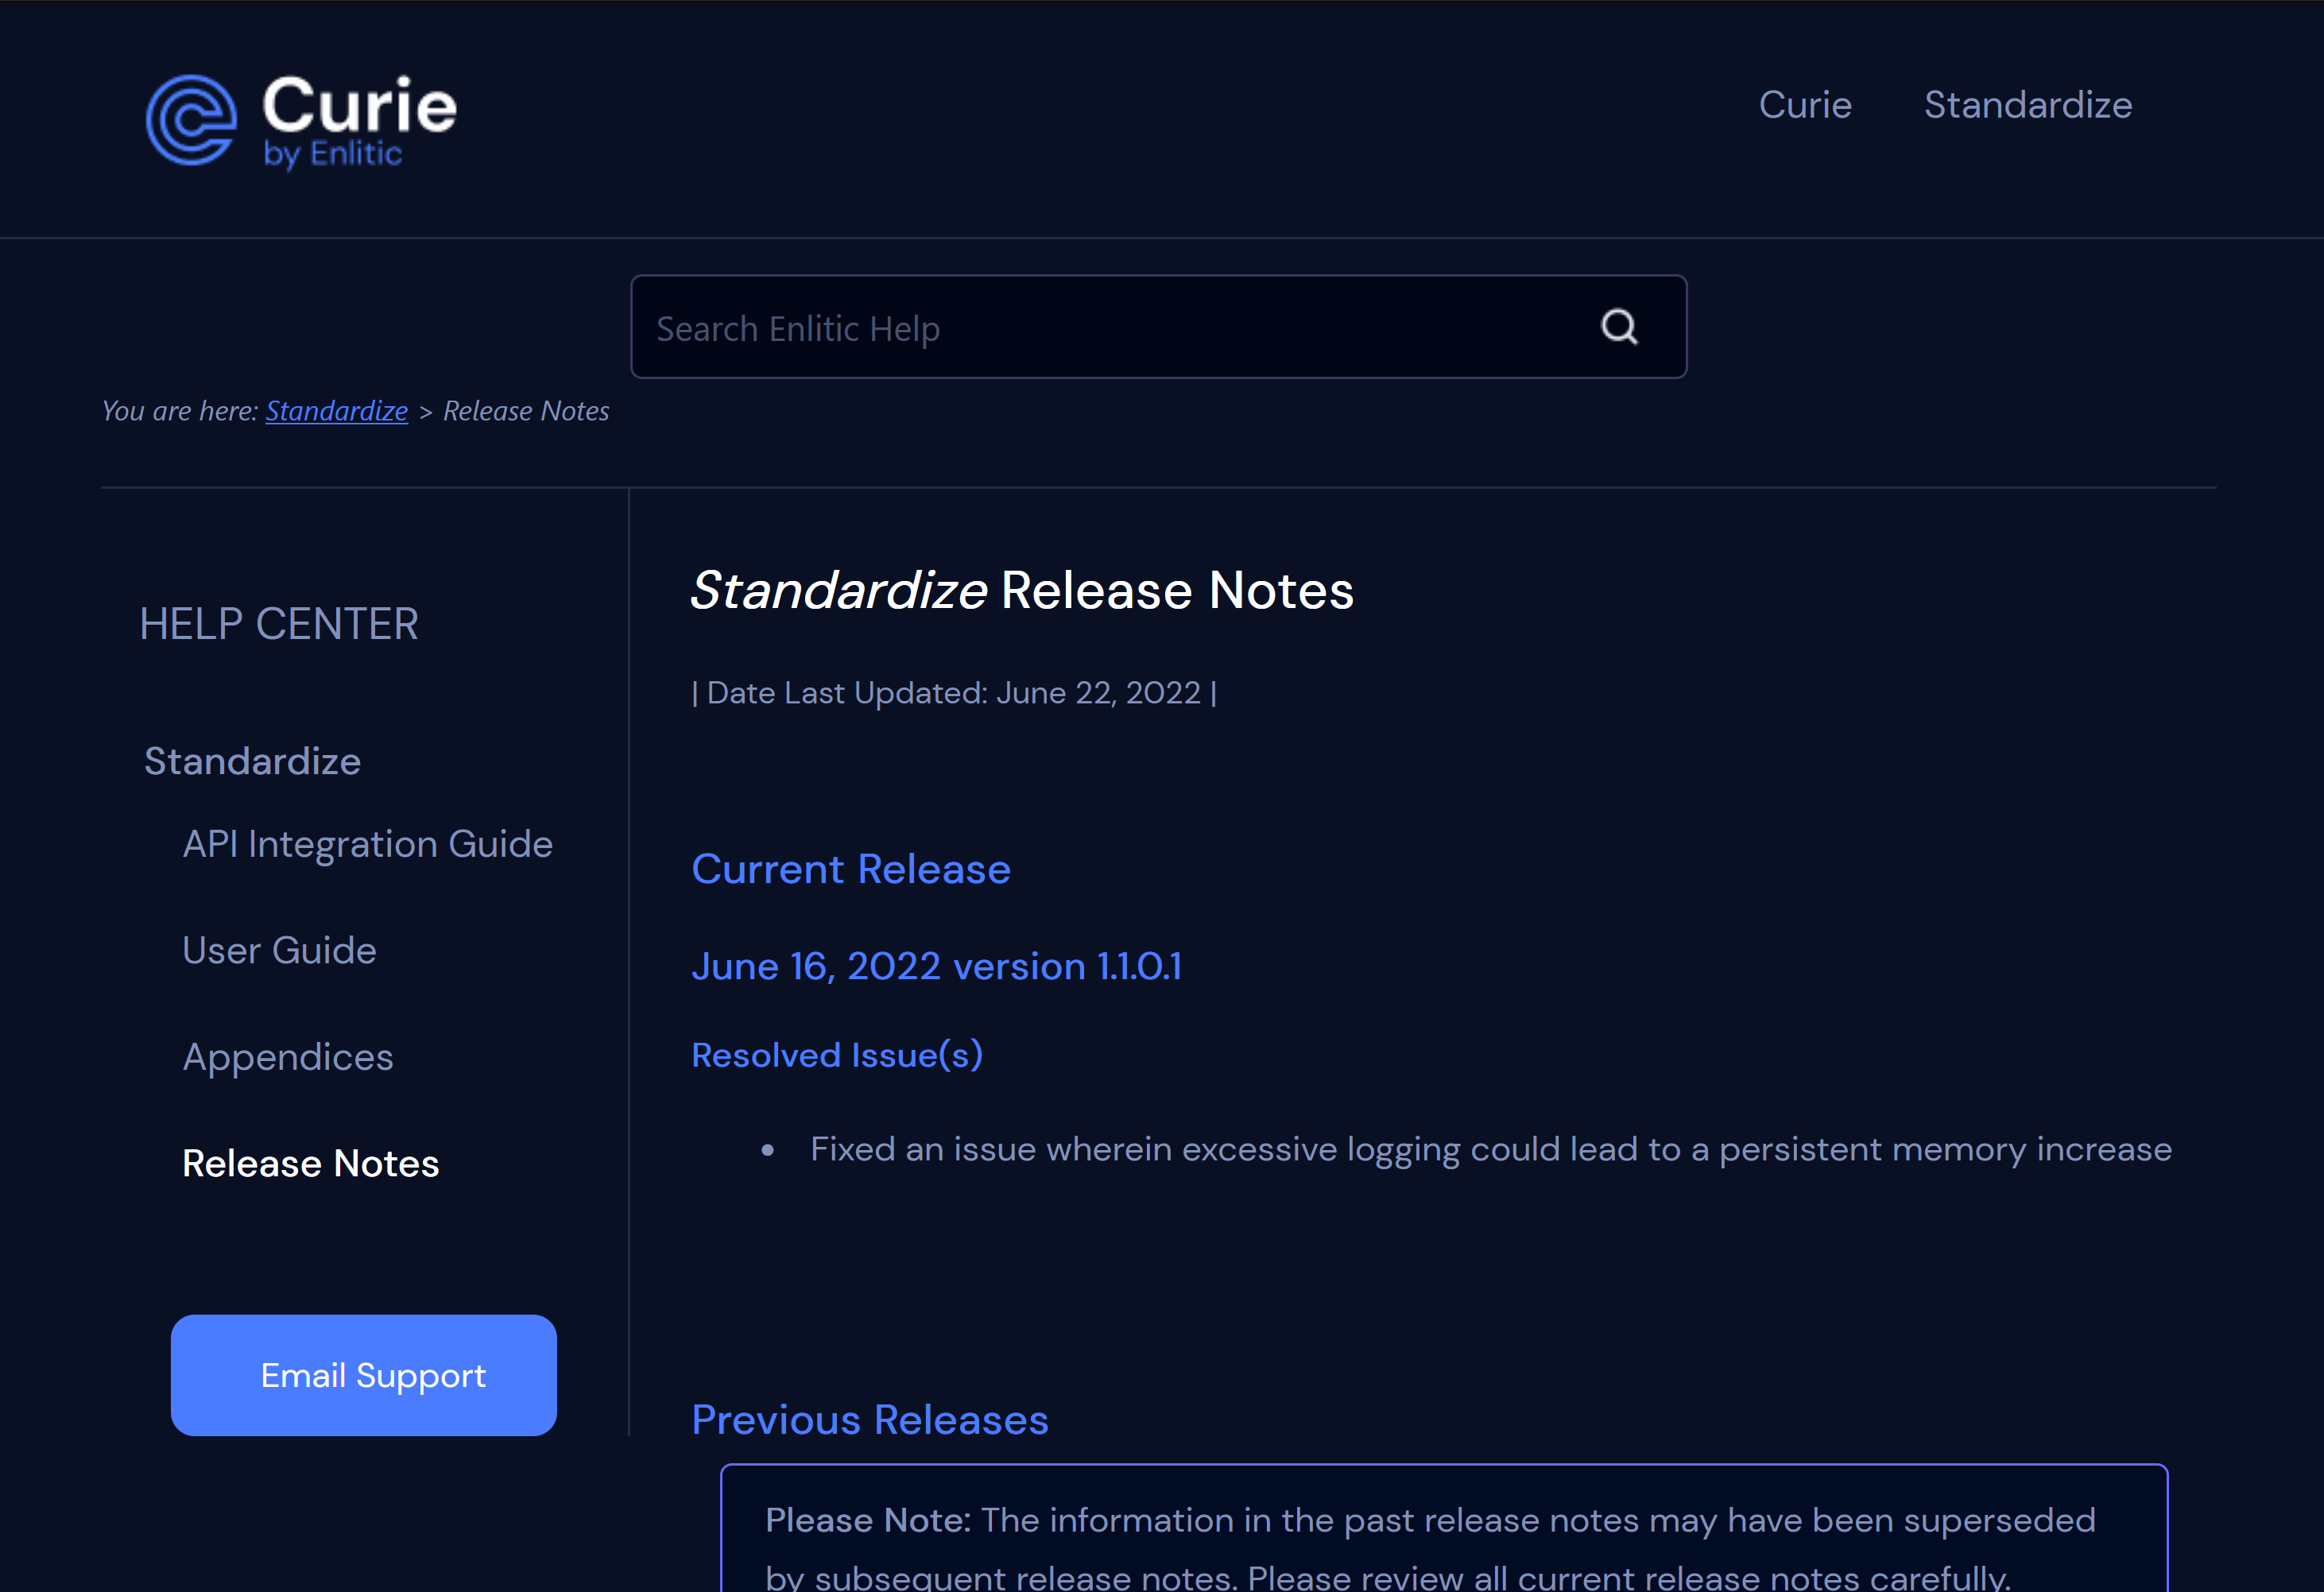 Curie
by Enlitic
Curie Standardize
Search Enlitic Help
You are here: Standardize > Release Notes
HELP CENTER
Standardize
API Integration Guide
User Guide
Appendices
Release Notes
Email Support
Standardize Release Notes
| Date Last Updated: June 22, 2022 |
Current Release
June 16, 2022 version 1.1.0.1
Resolved Issue(s)
• Fixed an issue wherein excessive logging could lead to a persistent memory increase
Previous Releases
Please Note: The information in the past release notes may have been superseded
by subsequent release notes. Please review all current release notes carefully.